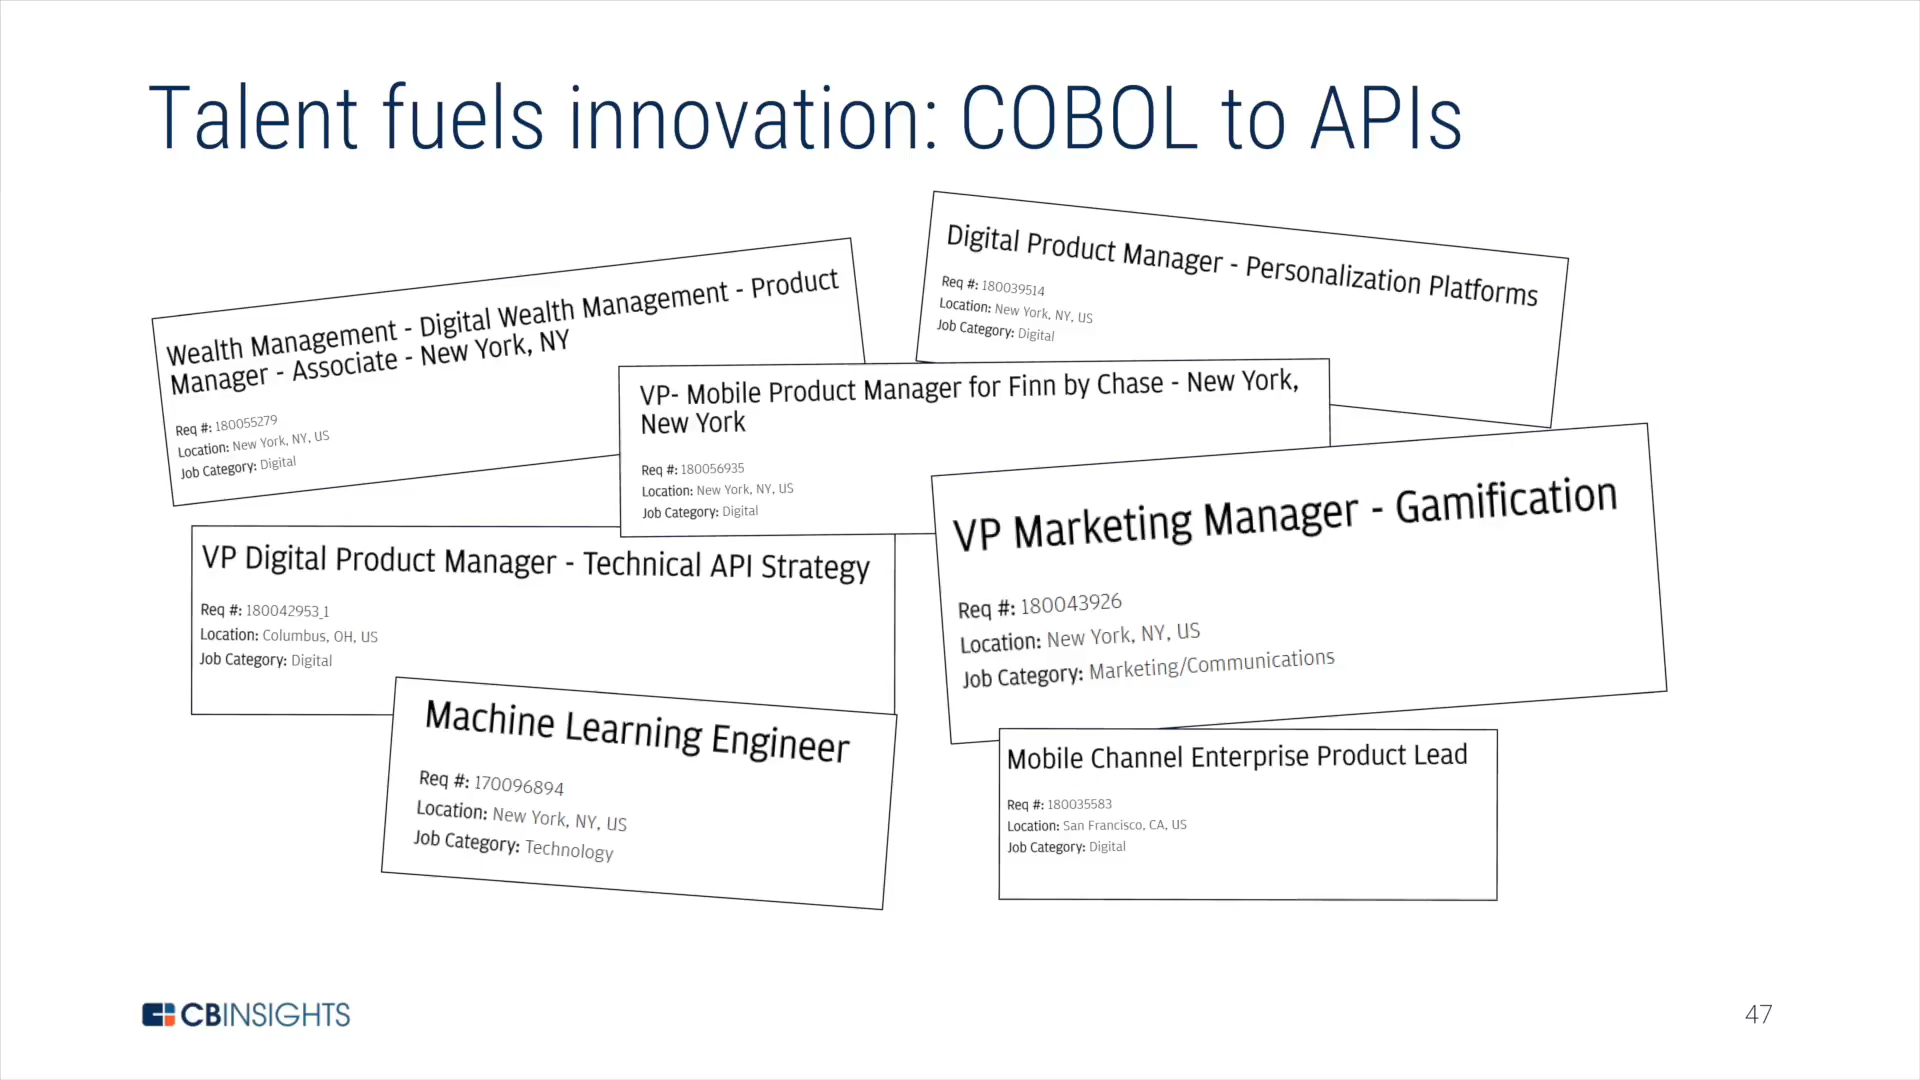 Talent fuels innovation: COBOL to APIs
Wealth Management - Digital Wealth Management - Product
Manager - Associate - New York, NY
Req #: 180055279
Location: New York, NY, US
Job Category: Digital
Digital Product Manager - Personalization Platforms
Req #: 180039514
Location: New York, NY, US
Job Category: Digital
VP- Mobile Product Manager for Finn by Chase - New York,
New York
Req #: 180056935
Location: New York, NY, US
Job Category: Digital
VP Marketing Manager - Gamification
Req #: 180043926
Location: New York, NY, US
Job Category: Marketing/Communications
VP Digital Product Manager - Technical API Strategy
Req #: 180042953_1
Location: Columbus, OH, US
Job Category: Digital
Machine Learning Engineer
Req #: 170096894
Location: New York, NY, US
Job Category: Technology
Mobile Channel Enterprise Product Lead
Req #: 180035583
Location: San Francisco, CA, US
Job Category: Digital
CBINSIGHTS
47